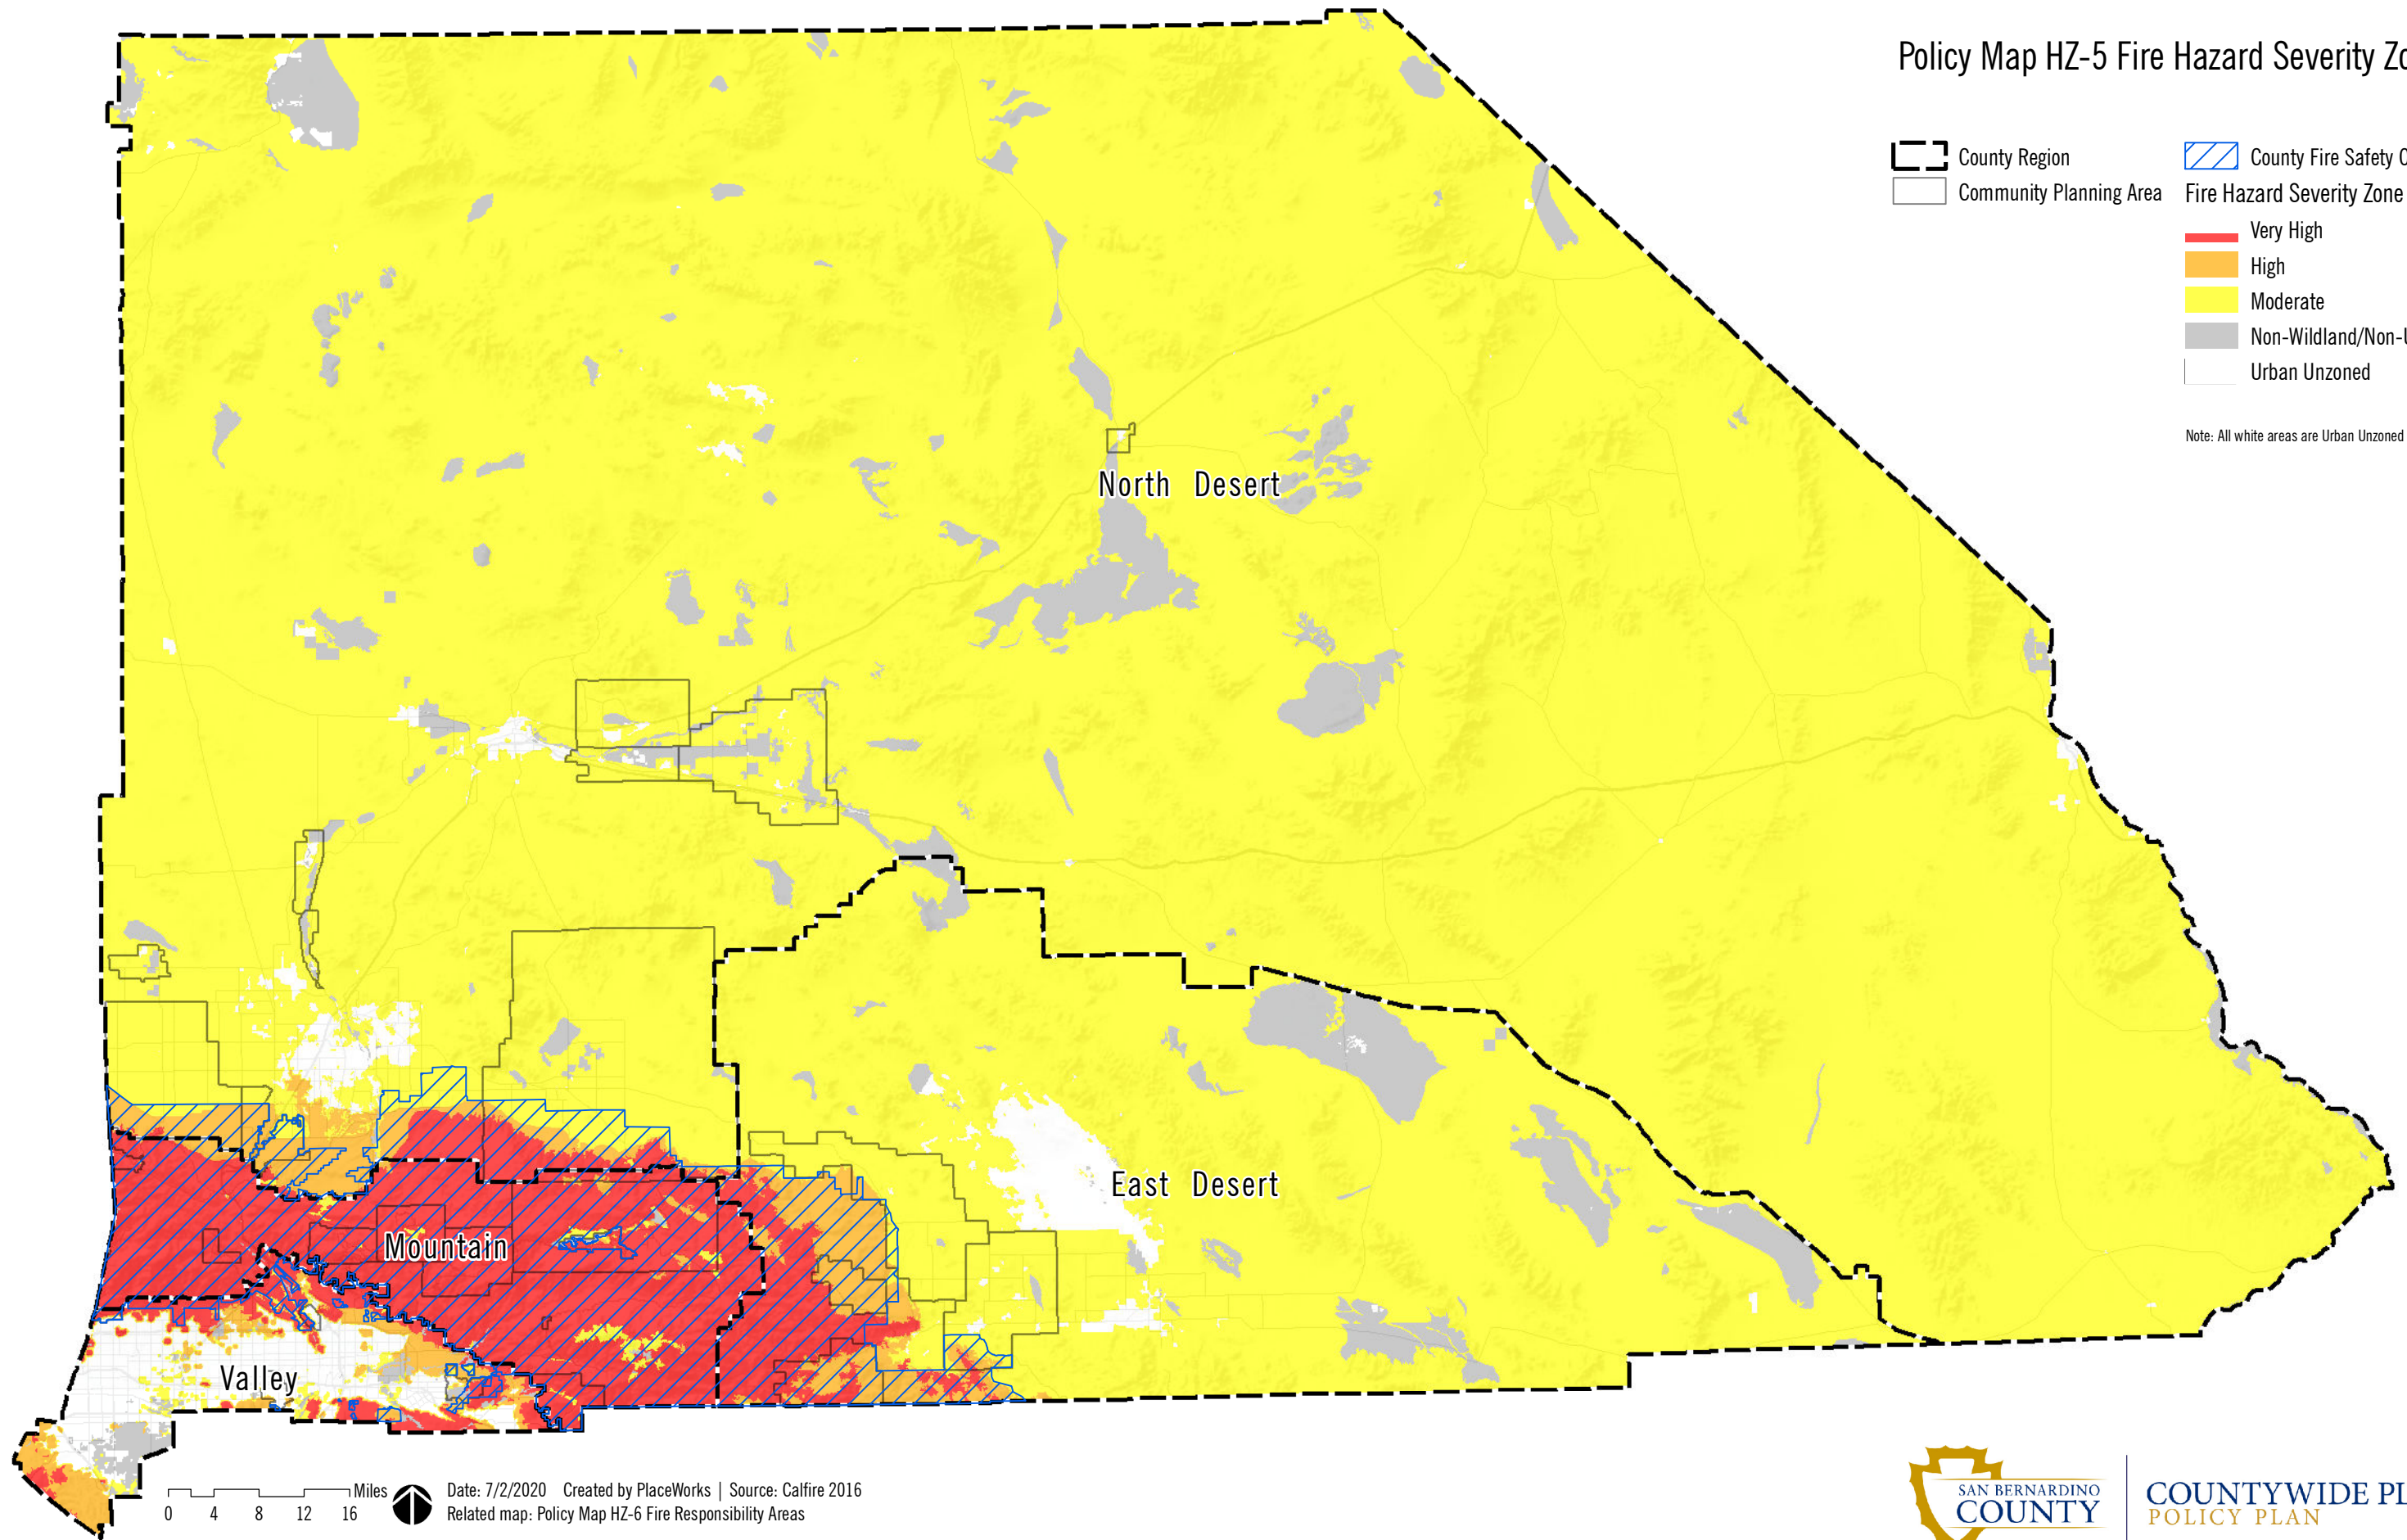 Policy Map HZ-5 Fire Hazard Severity
County Region
Community Planning Area
County Fire Safety
Fire Hazard Severity Zone
Very High
High
Moderate
Non-Wildland/Non-
Urban Unzoned
Note: All white areas are Urban Unzoned
North Desert
East Desert
Mountain
Valley
Miles
0 4 8 12 16
Date: 7/2/2020 Created by PlaceWorks | Source: Calfire 2016
Related map: Policy Map HZ-6 Fire Responsibility Areas
SAN BERNARDINO
COUNTY
COUNTYWIDE
POLICY PLAN